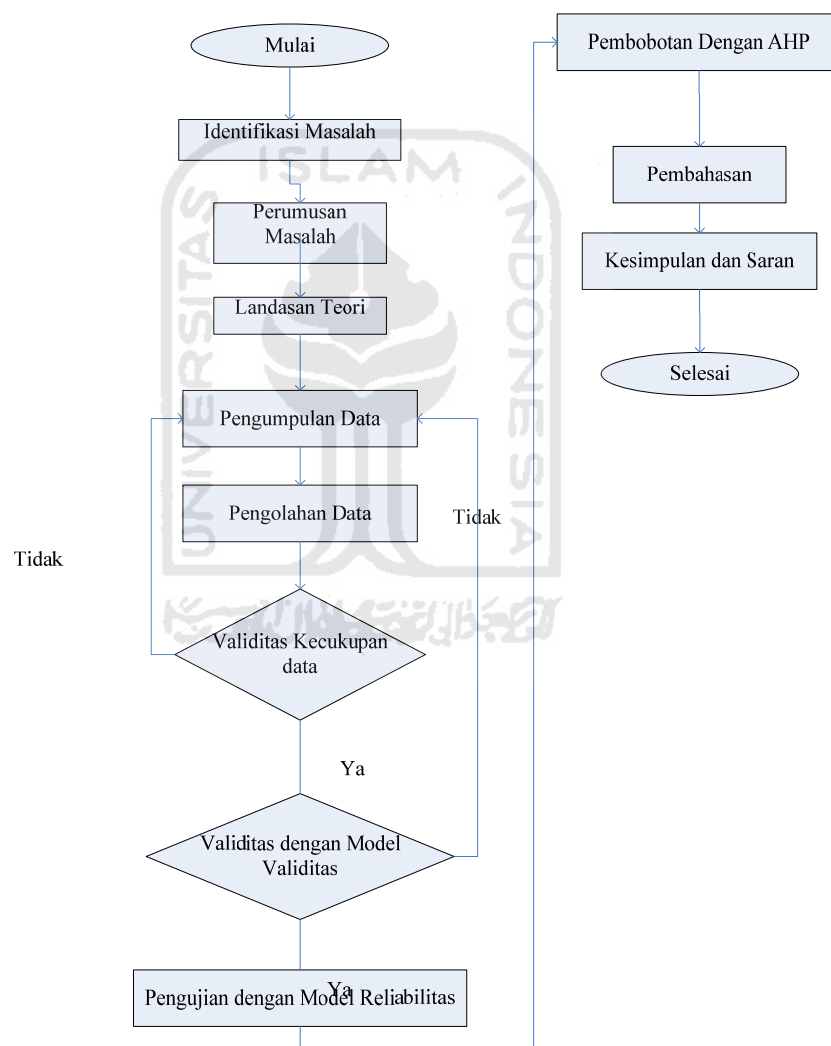 Mulai
Identifikasi Masalah
Perumusan
Masalah
Landasan Teori
Pengumpulan Data
Pengolahan Data
Tidak
Tidak
Validitas Kecukupan
data
Ya
Validitas dengan Model
Validitas
Ya
Pengujian dengan Model Reliabilitas
Pembobotan Dengan AHP
Pembahasan
Kesimpulan dan Saran
Selesai
UNIVERSITAS
ISLAM
INDONESIA